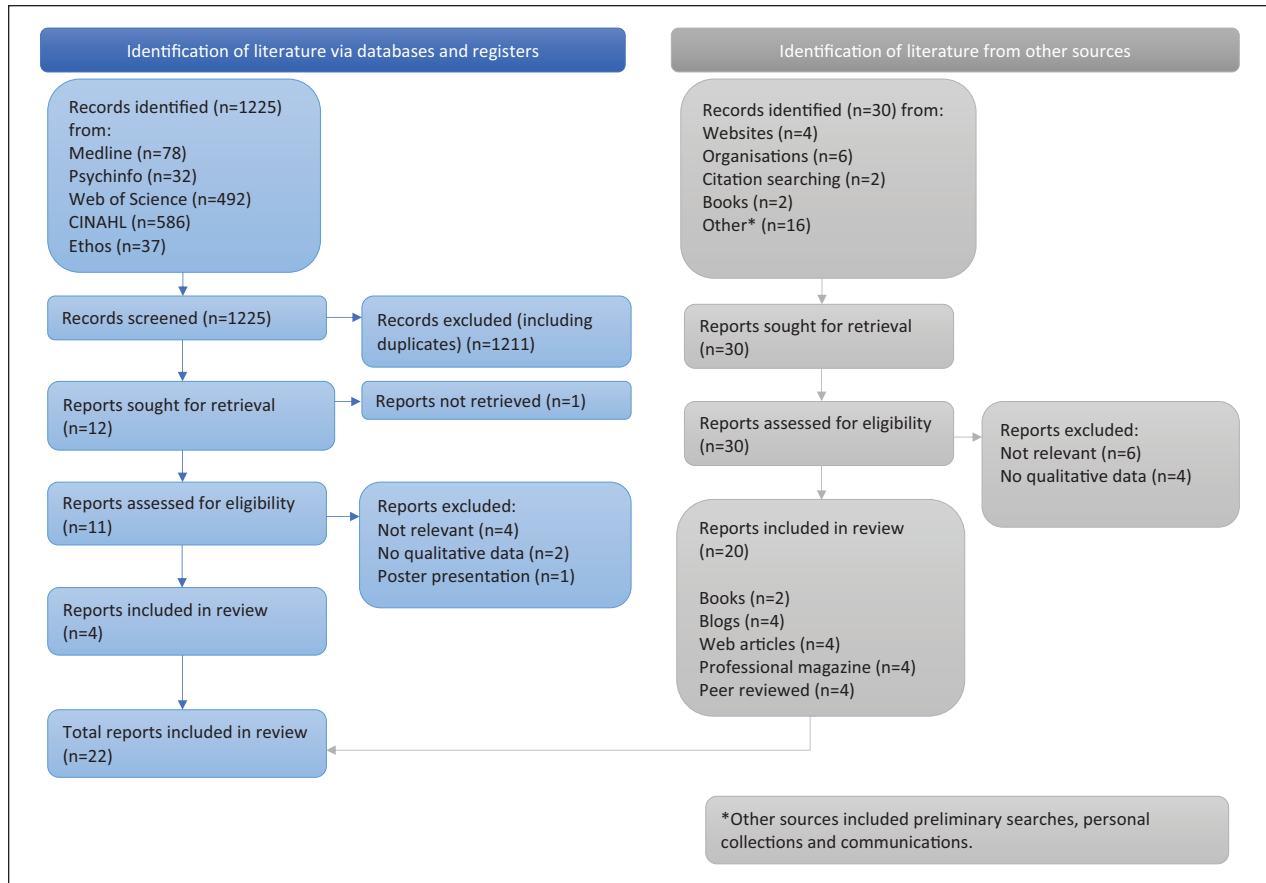 Identification of literature via databases and registers
Records identified (n=1225)
from:
Medline (n=78)
Psychinfo (n=32)
Web of Science (n=492)
CINAHL (n=586)
Ethos (n=37)
Records screened (n=1225)
Records excluded (including
duplicates) (n=1211)
Reports sought for retrieval
(n=12)
Reports not retrieved (n=1)
Reports assessed for eligibility
(n=11)
Reports excluded:
Not relevant (n=4)
No qualitative data (n=2)
Poster presentation (n=1)
Reports included in review
(n=4)
Total reports included in review
(n=22)
Identification of literature from other sources
Records identified (n=30) from:
Websites (n=4)
Organisations (n=6)
Citation searching (n=2)
Books (n=2)
Other* (n=16)
Reports sought for retrieval
(n=30)
Reports assessed for eligibility
(n=30)
Reports excluded:
Not relevant (n=6)
No qualitative data (n=4)
Reports included in review
(n=20)
Books (n=2)
Blogs (n=4)
Web articles (n=4)
Professional magazine (n=4)
Peer reviewed (n=4)
*Other sources included preliminary searches, personal
collections and communications.